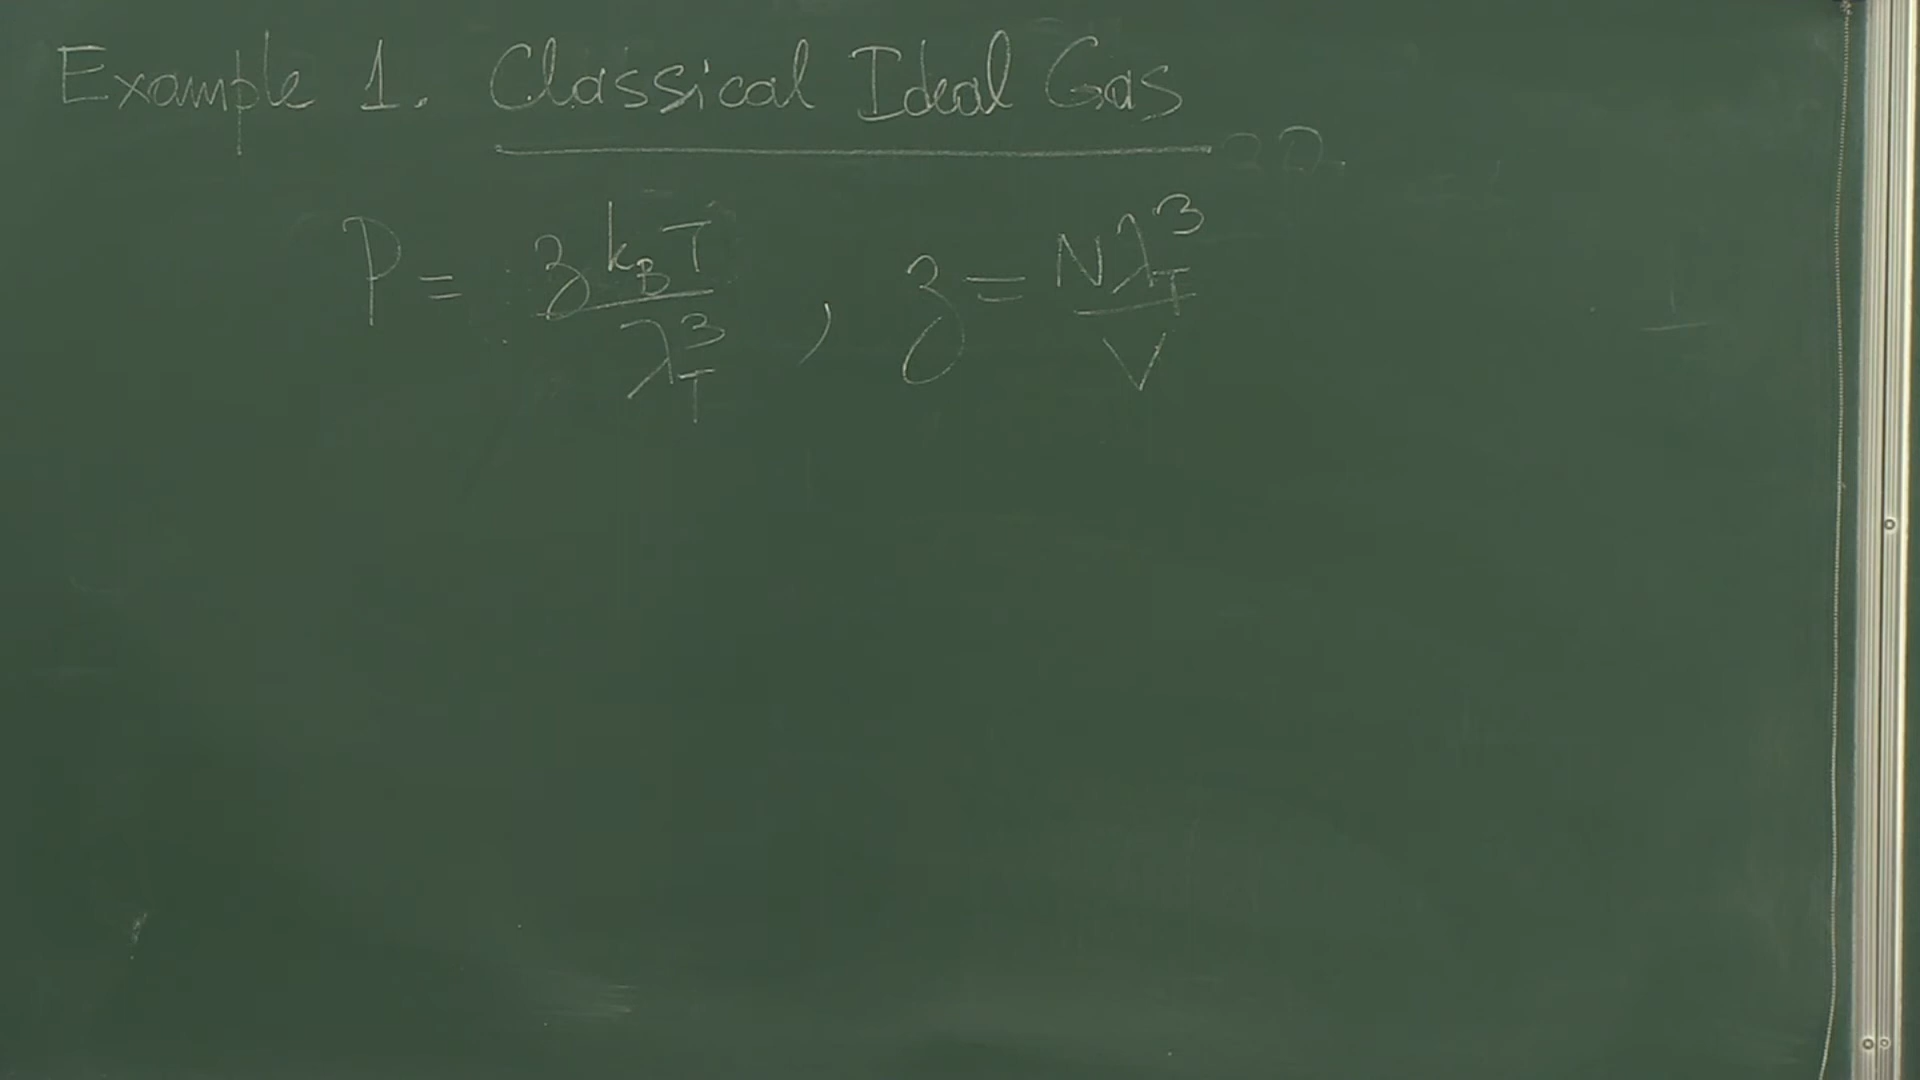 Example 1. Classical Ideal Gas
P = z k_B T / λ_T^3 , z = N λ_T^3 / V